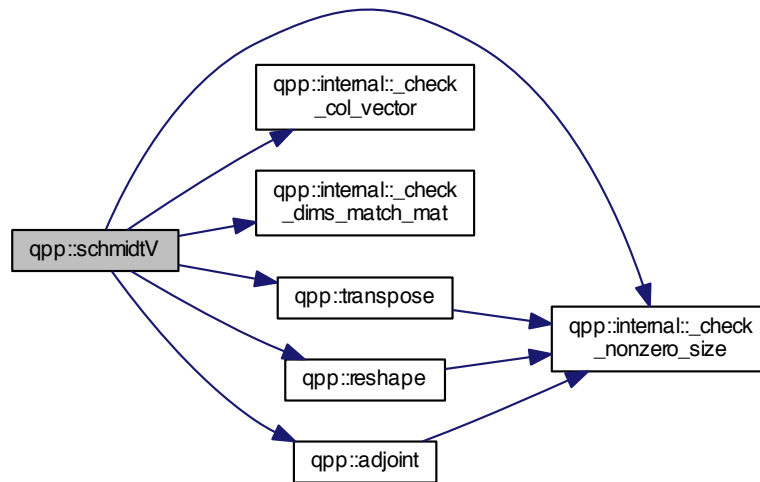 qpp::schmidtV
qpp::internal::_check
_col_vector
qpp::internal::_check
_dims_match_mat
qpp::transpose
qpp::reshape
qpp::adjoint
qpp::internal::_check
_nonzero_size